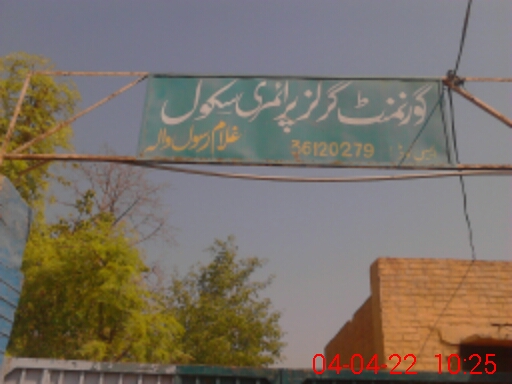 گورنمنٹ گرلز پرائمری سکول
غلام رسول والہ 36120279
04-04-22 10:25